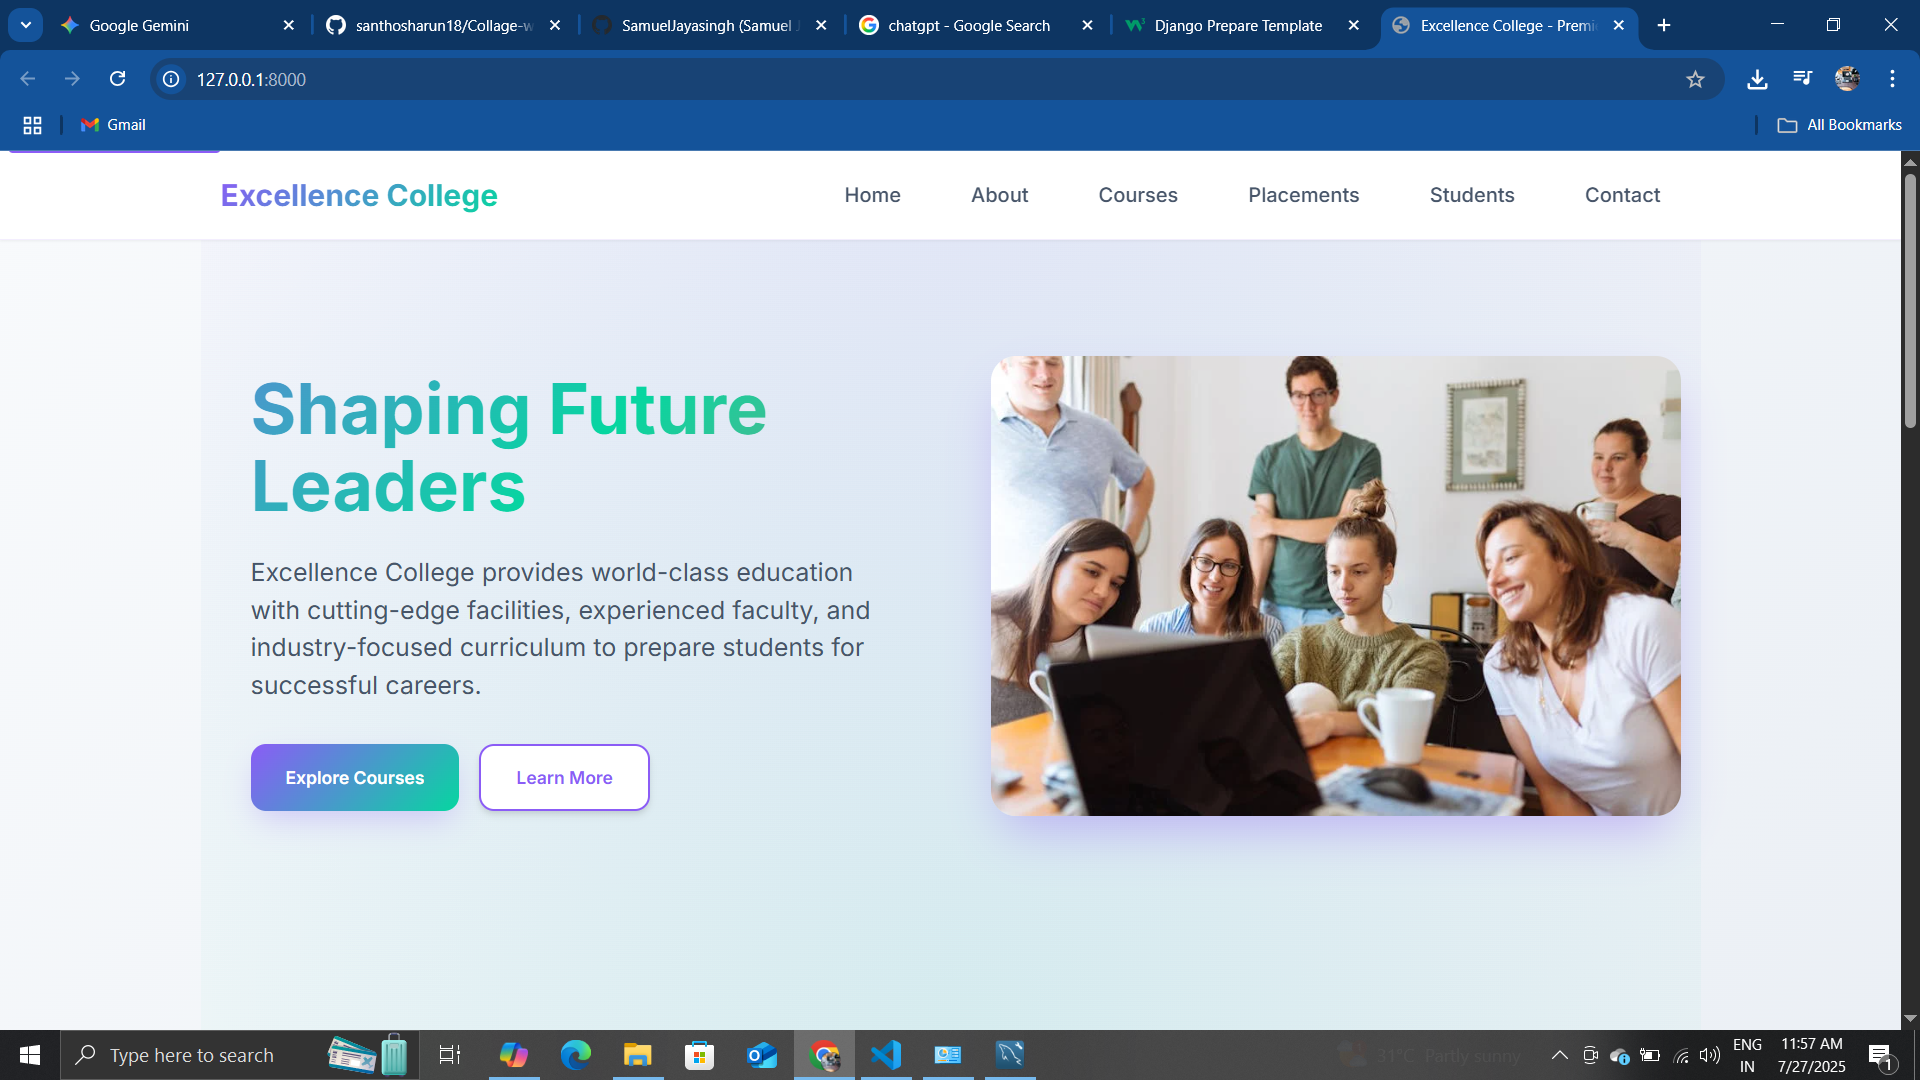 Google Gemini
santhosharun18/Collage-w
SamuelJayasingh (Samuel J
chatgpt - Google Search
Django Prepare Template
Excellence College - Premie
127.0.0.1:8000
Gmail
All Bookmarks
Excellence College
Home
About
Courses
Placements
Students
Contact
Shaping Future
Leaders
Excellence College provides world-class education
with cutting-edge facilities, experienced faculty, and
industry-focused curriculum to prepare students for
successful careers.
Explore Courses
Learn More
Type here to search
31°C Partly sunny
ENG
IN
11:57 AM
7/27/2025
1